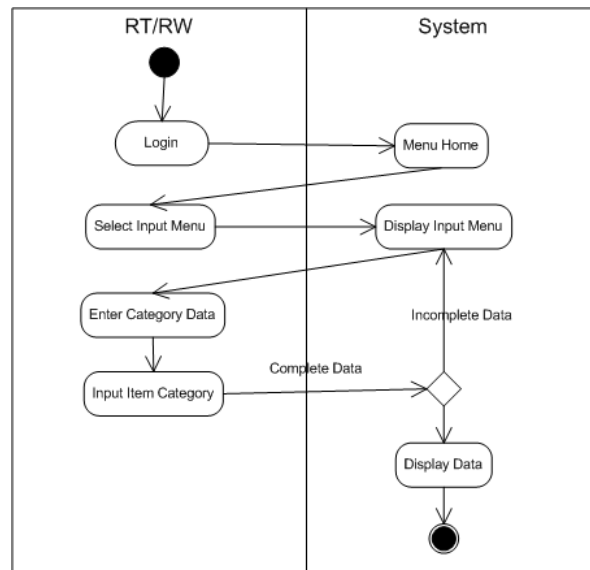 RT/RW
System
Login
Menu Home
Select Input Menu
Display Input Menu
Enter Category Data
Incomplete Data
Input Item Category
Complete Data
Display Data